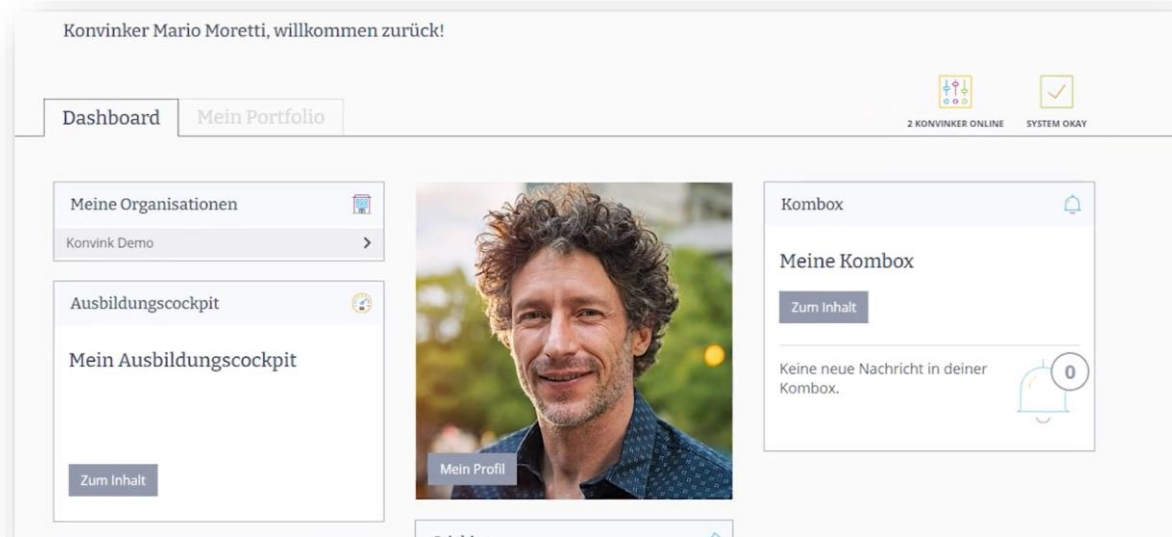 Konvinker Mario Moretti, willkommen zurück!
Dashboard
Mein Portfolio
2 KONVINKER ONLINE
SYSTEM OKAY
Meine Organisationen
Konvink Demo
Ausbildungscockpit
Mein Ausbildungscockpit
Zum Inhalt
Mein Profil
Kombox
Meine Kombox
Zum Inhalt
Keine neue Nachricht in deiner
Kombox.
0